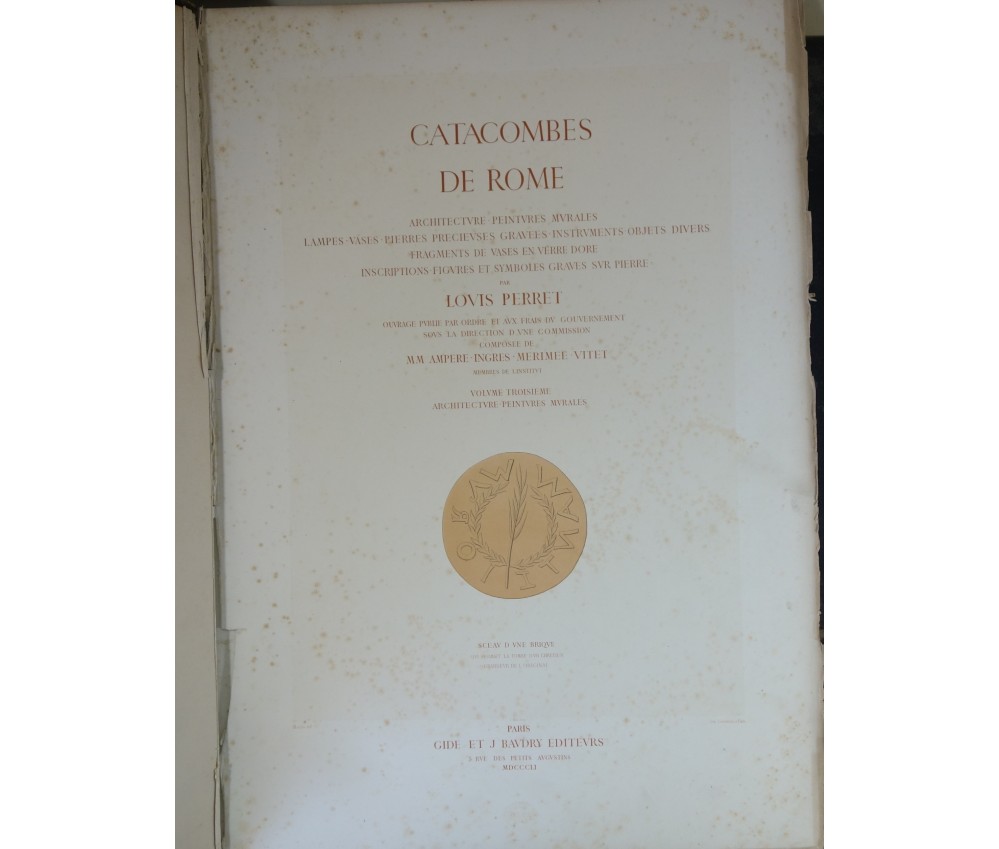 CATACOMBES
DE ROME
ARCHITECTVRE·PEINTVRES MVRALES
LAMPES·VASES·PIERRES PRECIEVSES GRAVEES·INSTRVMENTS·OBJETS DIVERS
FRAGMENTS DE VASES EN VERRE DORE
INSCRIPTIONS·FIGVRES ET SYMBOLES GRAVES SVR PIERRE
PAR
LOVIS PERRET
OUVRAGE PVBLIE PAR ORDRE ET AVX FRAIS DV GOUVERNEMENT
SOVS LA DIRECTION D VNE COMMISSION
COMPOSEE DE
MM AMPERE·INGRES·MERIMEE VITET
MEMBRES DE L'INSTITVT
VOLVME TROISIEME
ARCHITECTVRE·PEINTVRES MVRALES
SCEAV D VNE BRIQVE
PARIS
GIDE ET J BAVDRY EDITEVRS
5 RVE DES PETITS AVGVSTINS
MDCCCLI